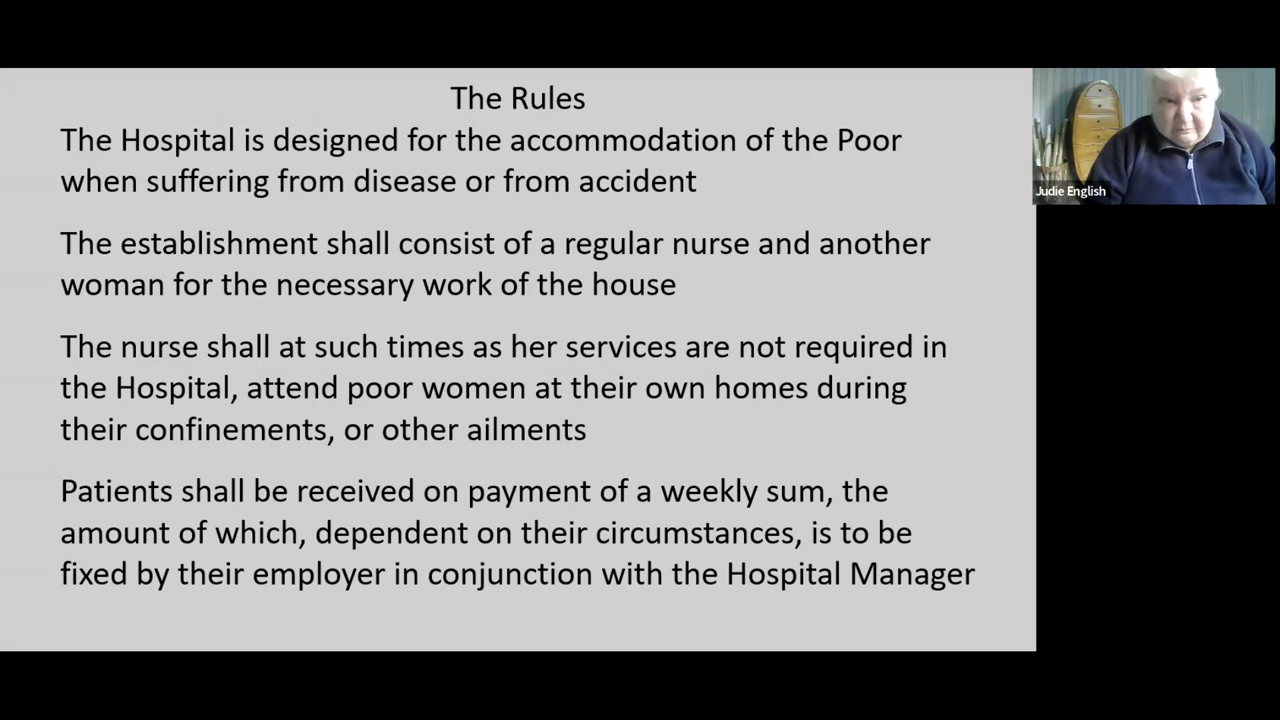 The Rules
The Hospital is designed for the accommodation of the Poor
when suffering from disease or from accident
The establishment shall consist of a regular nurse and another
woman for the necessary work of the house
The nurse shall at such times as her services are not required in
the Hospital, attend poor women at their own homes during
their confinements, or other ailments
Patients shall be received on payment of a weekly sum, the
amount of which, dependent on their circumstances, is to be
fixed by their employer in conjunction with the Hospital Manager
Judie English